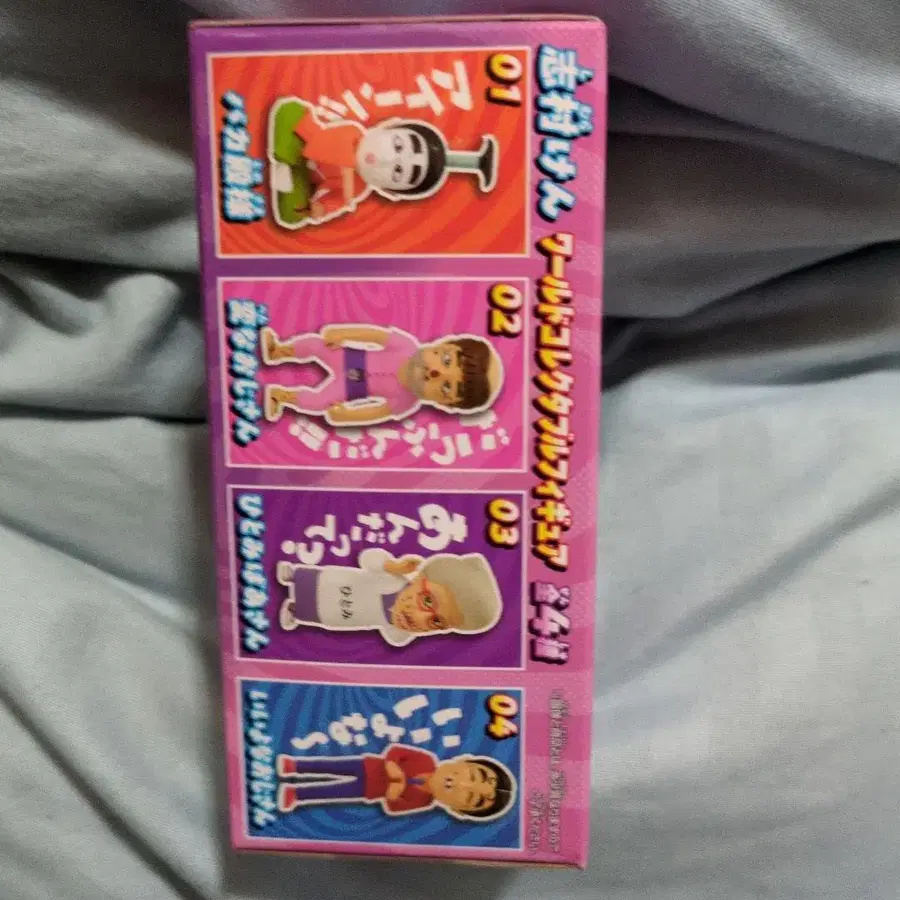 志村けん ワールドコレクタブルフィギュア 全4種
01
アイーン!!
バカ殿様
02
だっふんだ!!
変なおじさん
03
あんだって?
ひとみ
ひとみばあさん
04
いいよな〜
いいよなおじさん